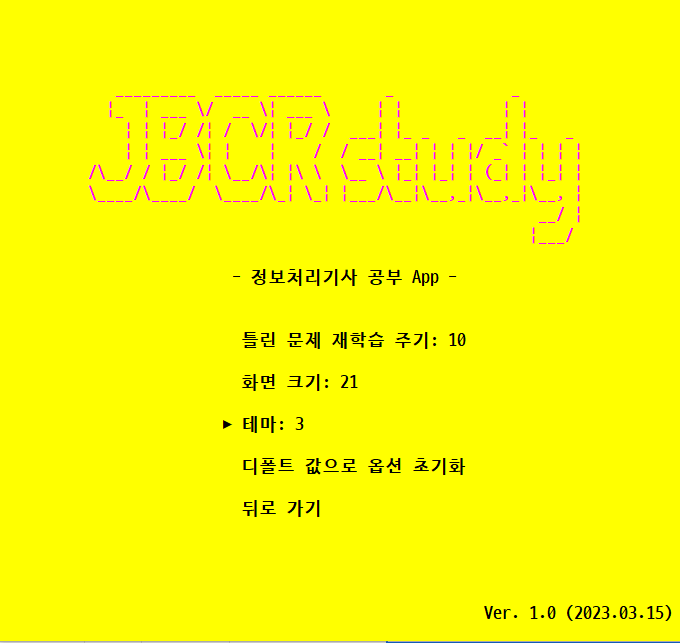 JBCR study
- 정보처리기사 공부 App -
틀린 문제 재학습 주기: 10
화면 크기: 21
▶ 테마: 3
디폴트 값으로 옵션 초기화
뒤로 가기
Ver. 1.0 (2023.03.15)